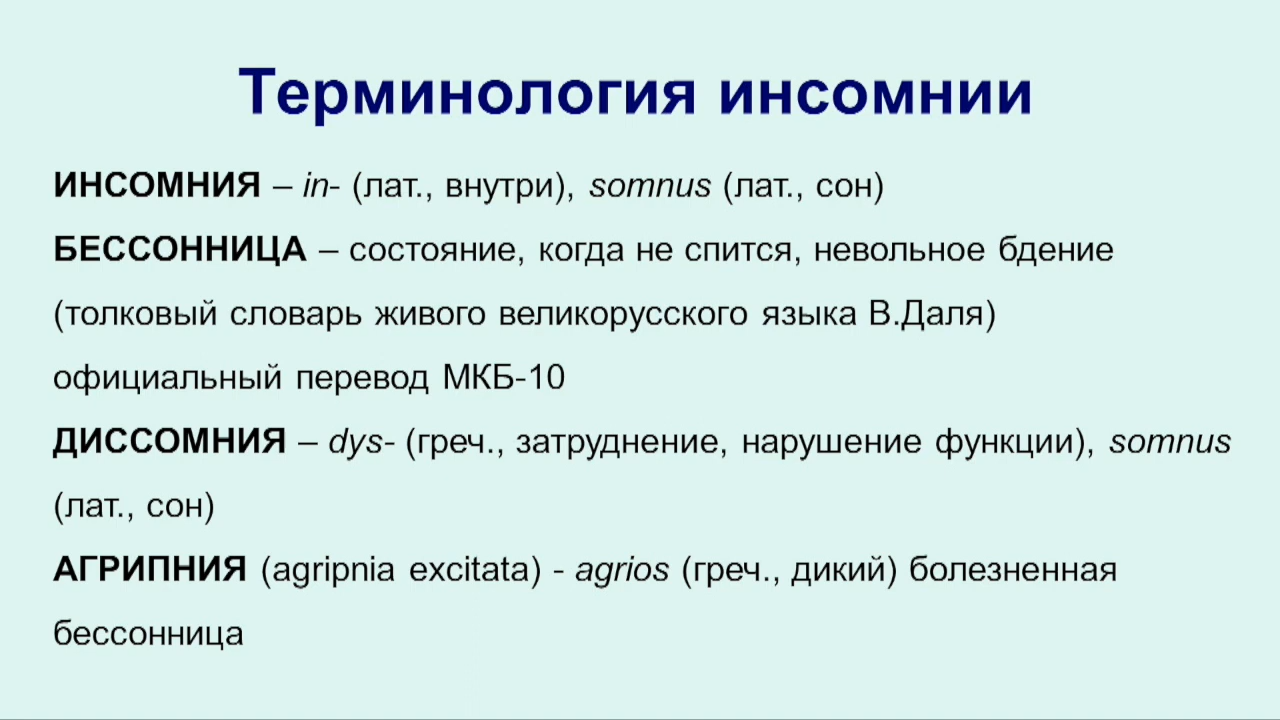 Терминология инсомнии
ИНСОМНИЯ – in- (лат., внутри), somnus (лат., сон)
БЕССОННИЦА – состояние, когда не спится, невольное бдение
(толковый словарь живого великорусского языка В.Даля)
официальный перевод МКБ-10
ДИССОМНИЯ – dys- (греч., затруднение, нарушение функции), somnus
(лат., сон)
АГРИПНИЯ (agripnia excitata) - agrios (греч., дикий) болезненная
бессонница